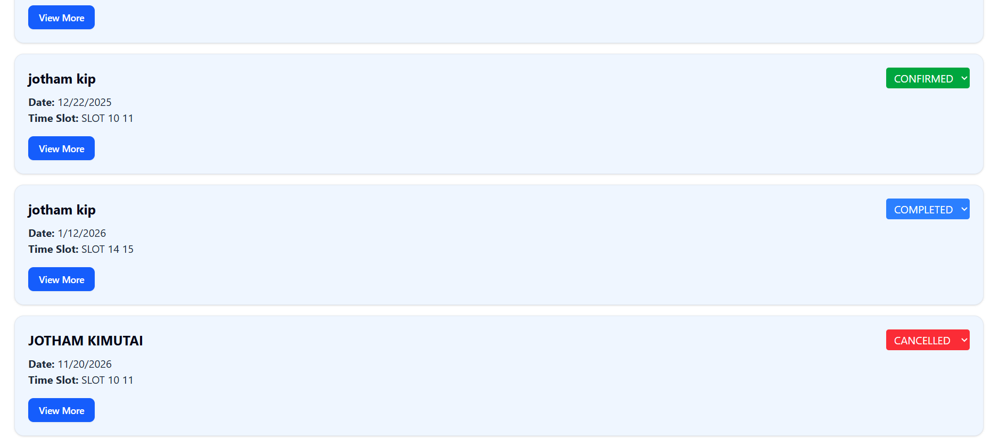 View More
jotham kip
CONFIRMED
Date: 12/22/2025
Time Slot: SLOT 10 11
View More
jotham kip
COMPLETED
Date: 1/12/2026
Time Slot: SLOT 14 15
View More
JOTHAM KIMUTAI
CANCELLED
Date: 11/20/2026
Time Slot: SLOT 10 11
View More